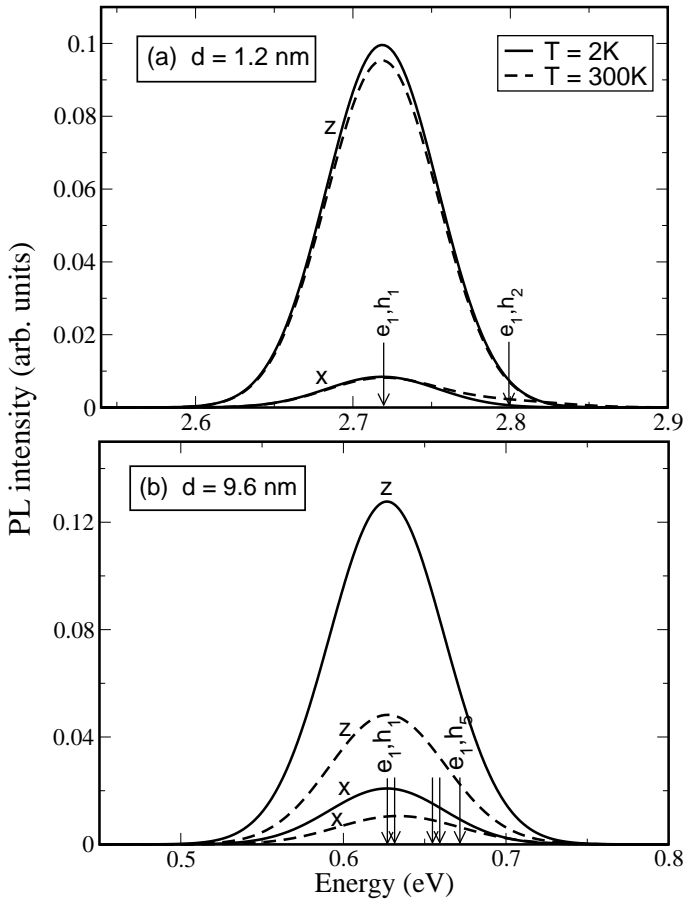 0.1
(a) d = 1.2 nm
T = 2K
T = 300K
0.08
z
0.06
0.04
e₁,h₁
e₁,h₂
0.02
x
0
2.6
2.7
2.8
2.9
PL intensity (arb. units)
(b) d = 9.6 nm
z
0.12
0.08
z
e₁,h₁
e₁,h₅
0.04
x
x
0
0.5
0.6
0.7
0.8
Energy (eV)